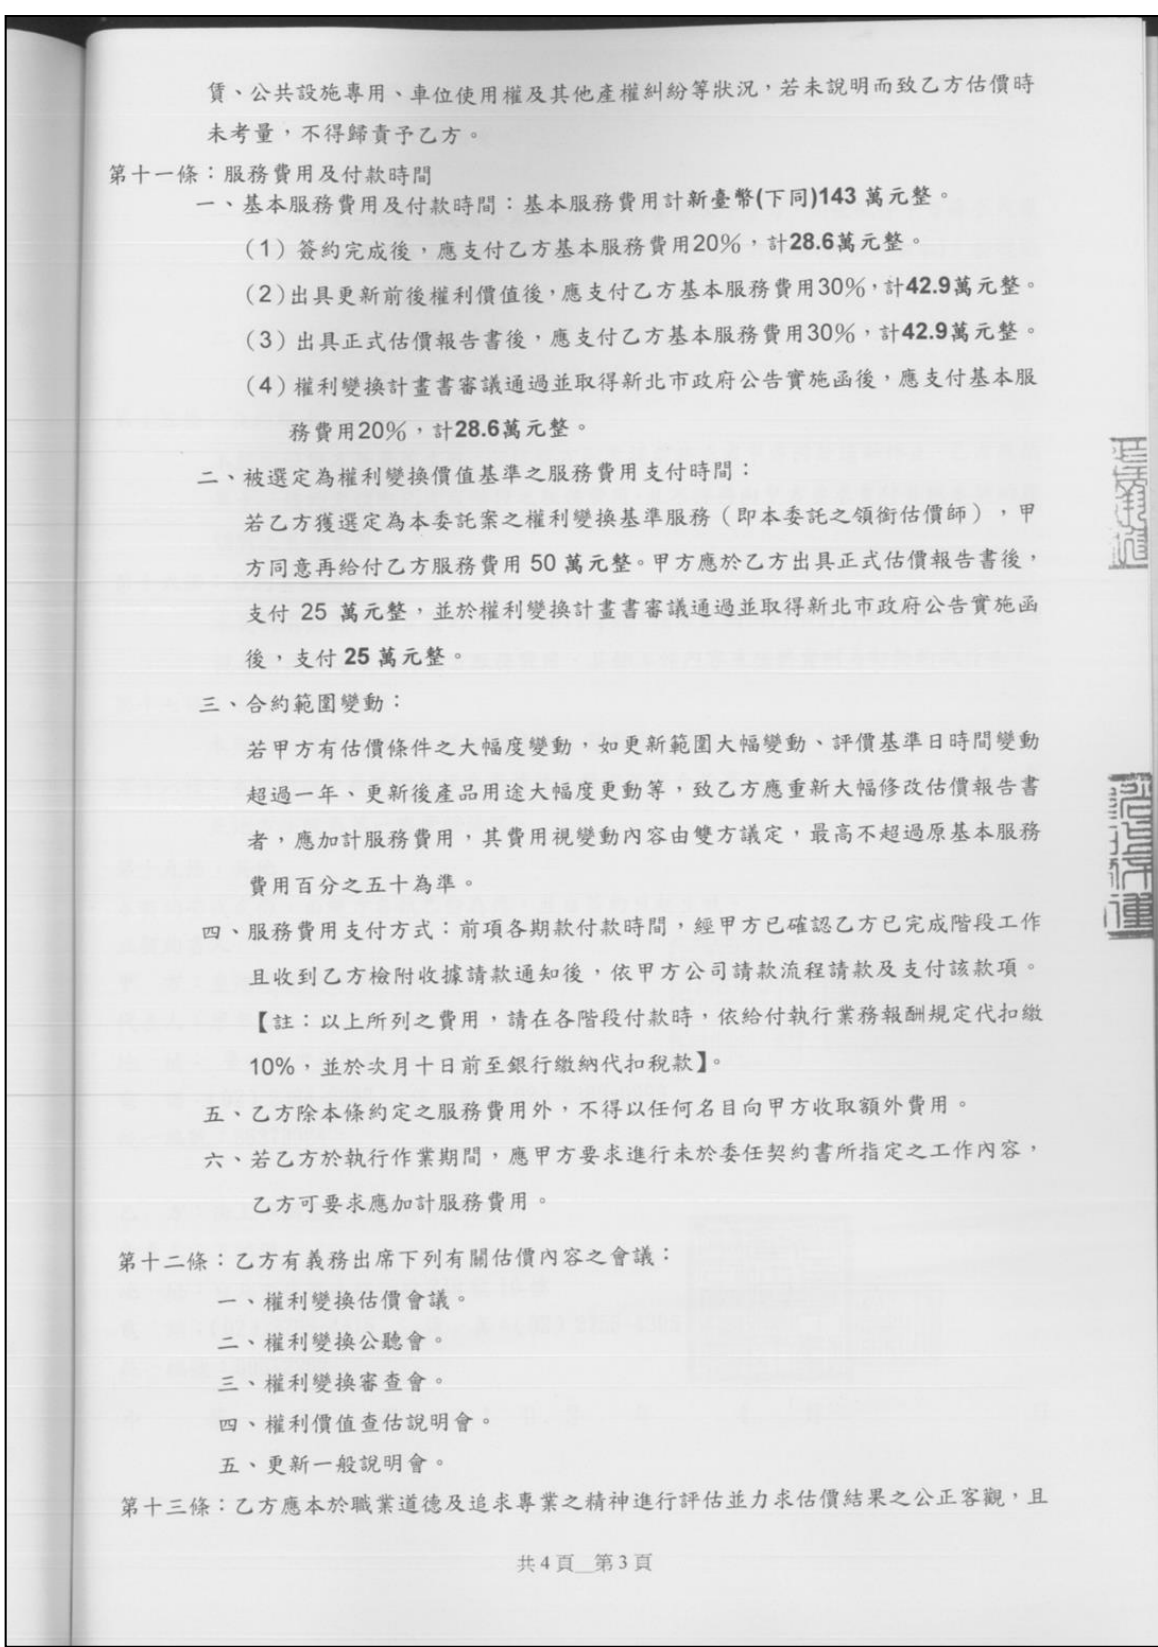 賃、公共設施專用、車位使用權及其他產權糾紛等狀況，若未說明而致乙方估價時
未考量，不得歸責予乙方。
第十一條：服務費用及付款時間
一、基本服務費用及付款時間：基本服務費用計新臺幣(下同)143 萬元整。
（1）簽約完成後，應支付乙方基本服務費用20%，計28.6萬元整。
（2）出具更新前後權利價值後，應支付乙方基本服務費用30%，計42.9萬元整。
（3）出具正式估價報告書後，應支付乙方基本服務費用30%，計42.9萬元整。
（4）權利變換計畫書審議通過並取得新北市政府公告實施函後，應支付基本服
務費用20%，計28.6萬元整。
二、被選定為權利變換價值基準之服務費用支付時間：
若乙方獲選定為本委託案之權利變換基準服務（即本委託之領銜估價師），甲
方同意再給付乙方服務費用 50 萬元整。甲方應於乙方出具正式估價報告書後，
支付 25 萬元整，並於權利變換計畫書審議通過並取得新北市政府公告實施函
後，支付 25 萬元整。
三、合約範圍變動：
若甲方有估價條件之大幅度變動，如更新範圍大幅變動、評價基準日時間變動
超過一年、更新後產品用途大幅度更動等，致乙方應重新大幅修改估價報告書
者，應加計服務費用，其費用視變動內容由雙方議定，最高不超過原基本服務
費用百分之五十為準。
四、服務費用支付方式：前項各期款付款時間，經甲方已確認乙方已完成階段工作
且收到乙方檢附收據請款通知後，依甲方公司請款流程請款及支付該款項。
【註：以上所列之費用，請在各階段付款時，依給付執行業務報酬規定代扣繳
10%，並於次月十日前至銀行繳納代扣稅款】。
五、乙方除本條約定之服務費用外，不得以任何名目向甲方收取額外費用。
六、若乙方於執行作業期間，應甲方要求進行未於委任契約書所指定之工作內容，
乙方可要求應加計服務費用。
第十二條：乙方有義務出席下列有關估價內容之會議：
一、權利變換估價會議。
二、權利變換公聽會。
三、權利變換審查會。
四、權利價值查估說明會。
五、更新一般說明會。
第十三條：乙方應本於職業道德及追求專業之精神進行評估並力求估價結果之公正客觀，且
共4頁__第3頁